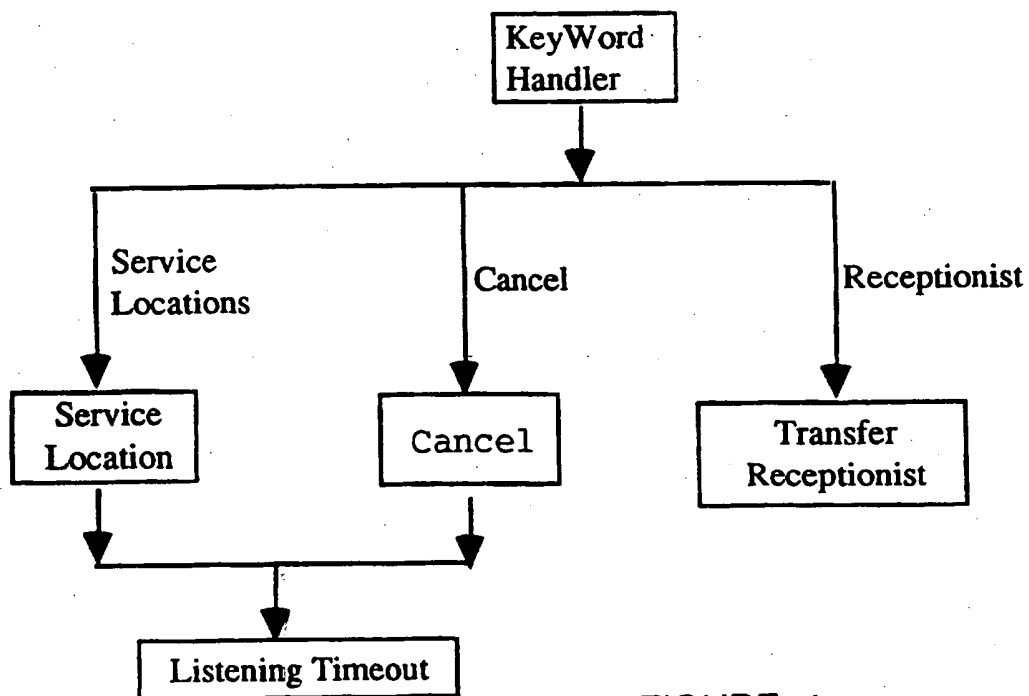 KeyWord
Handler
Service
Locations
Cancel
Receptionist
Service
Location
Cancel
Transfer
Receptionist
Listening Timeout